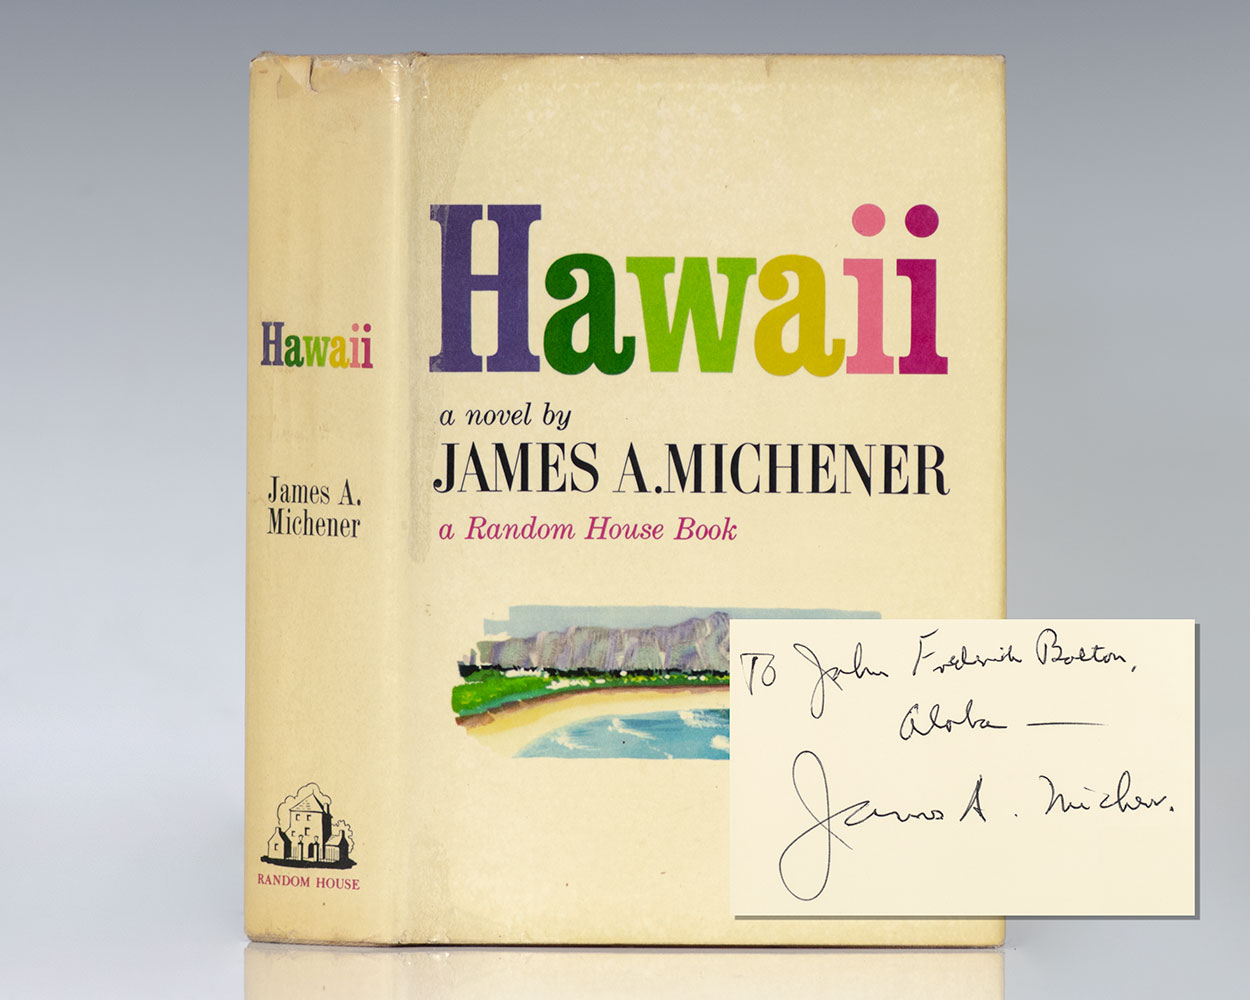 Hawaii
James A.
Michener
RANDOM HOUSE
Hawaii
a novel by
JAMES A. MICHENER
a Random House Book
To John Frederick Bolton,
Aloha —
James A. Michener.